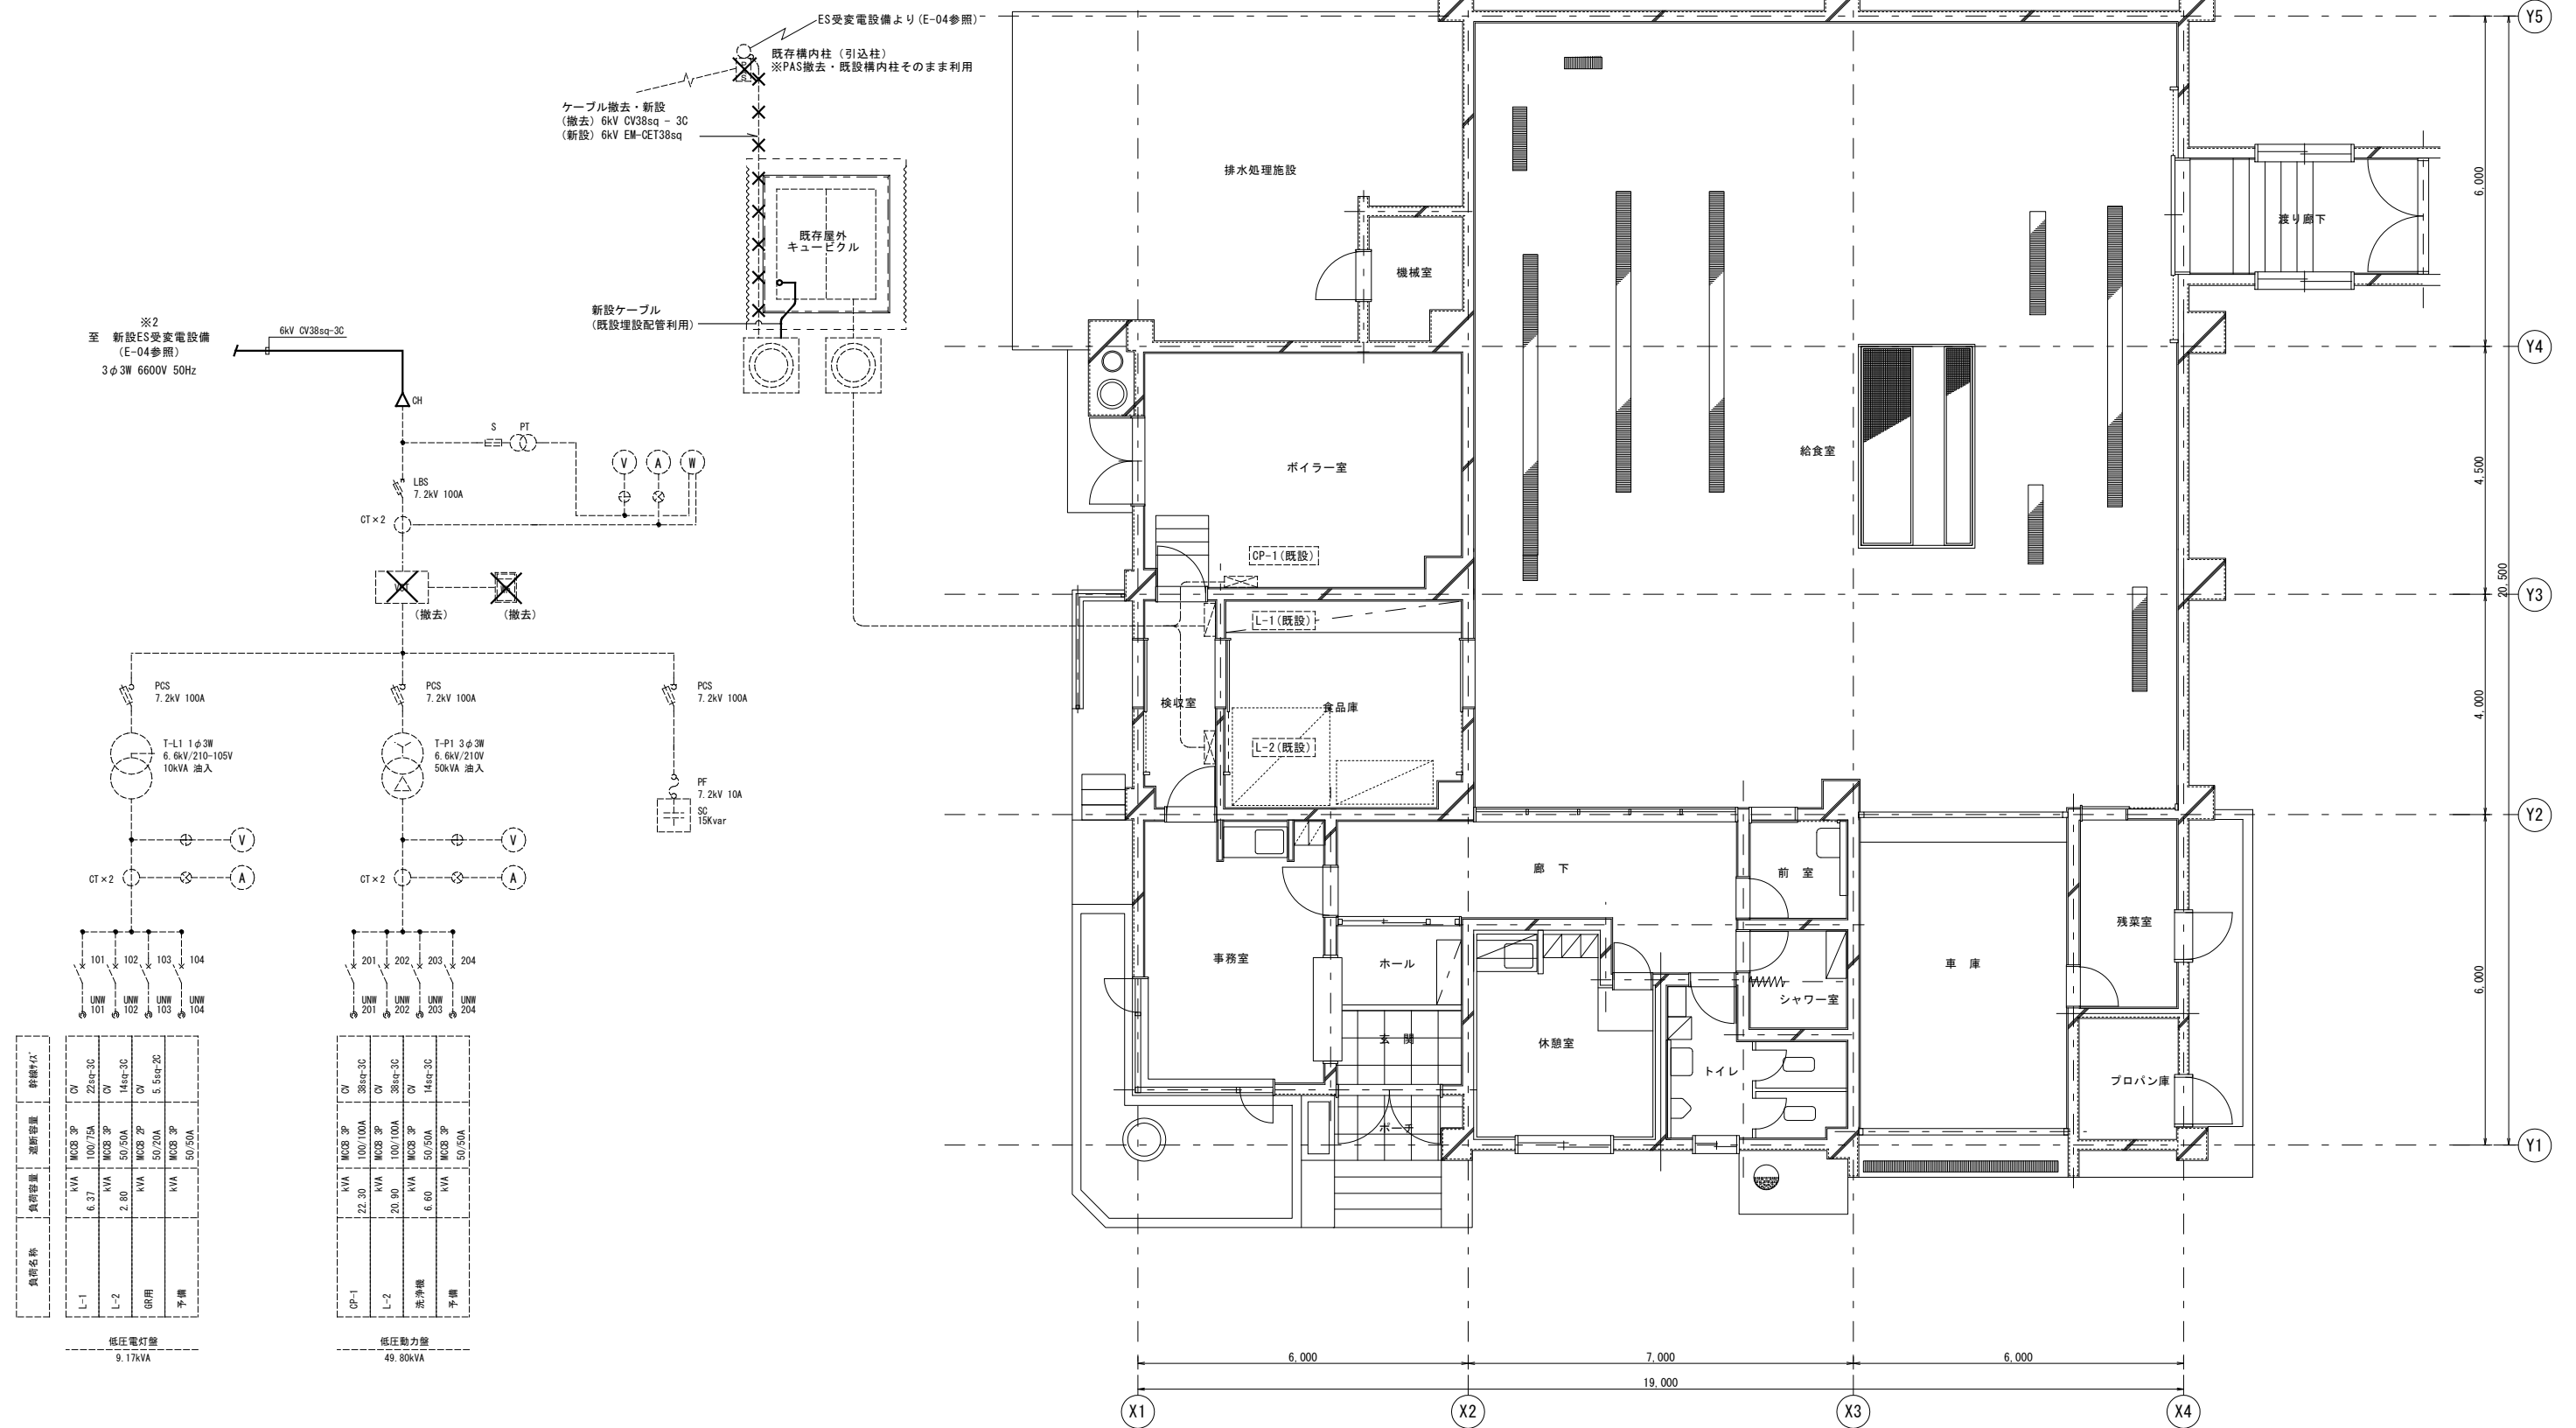 ES受変電設備より(E-04参照)
既存構内柱（引込柱）
※PAS撤去・既設構内柱そのまま利用
ケーブル撤去・新設
(撤去) 6kV CV38sq - 3C
(新設) 6kV EM-CET38sq
既存屋外
キュービクル
新設ケーブル
(既設埋設配管利用)
※2
至　新設ES受変電設備
(E-04参照)
3φ3W 6600V 50Hz
6kV CV38sq-3C
CH
S
PT
V
A
W
LBS
7.2kV 100A
CT×2
(撤去)
(撤去)
PCS
7.2kV 100A
PCS
7.2kV 100A
PCS
7.2kV 100A
T-L1 1φ3W
6.6kV/210-105V
10kVA 油入
T-P1 3φ3W
6.6kV/210V
50kVA 油入
PF
7.2kV 10A
SC
15Kvar
V
A
CT×2
V
A
CT×2
101
102
103
104
UNW
101
UNW
102
UNW
103
UNW
104
201
202
203
204
UNW
201
UNW
202
UNW
203
UNW
204
負荷名称
負荷容量
遮断容量
幹線ｻｲｽﾞ
L-1
6.37 kVA
MCCB 3P
100/75A
CV
22sq-3C
L-2
2.80 kVA
MCCB 3P
50/50A
CV
14sq-3C
GR用
kVA
MCCB 2P
50/20A
CV
5.5sq-2C
予備
kVA
MCCB 3P
50/50A
低圧電灯盤
9.17kVA
CP-1
22.30 kVA
MCCB 3P
100/100A
CV
38sq-3C
L-2
20.90 kVA
MCCB 3P
100/100A
CV
38sq-3C
洗浄機
6.60 kVA
MCCB 3P
50/50A
CV
14sq-3C
予備
kVA
MCCB 3P
50/50A
低圧動力盤
49.80kVA
排水処理施設
機械室
ボイラー室
CP-1(既設)
L-1(既設)
検収室
食品庫
L-2(既設)
給食室
渡り廊下
廊　下
前　室
事務室
ホール
玄　関
ポーチ
休憩室
トイレ
シャワー室
車　庫
残菜室
プロパン庫
6,000
4,500
4,000
6,000
20,500
Y5
Y4
Y3
Y2
Y1
6,000
7,000
6,000
19,000
X1
X2
X3
X4